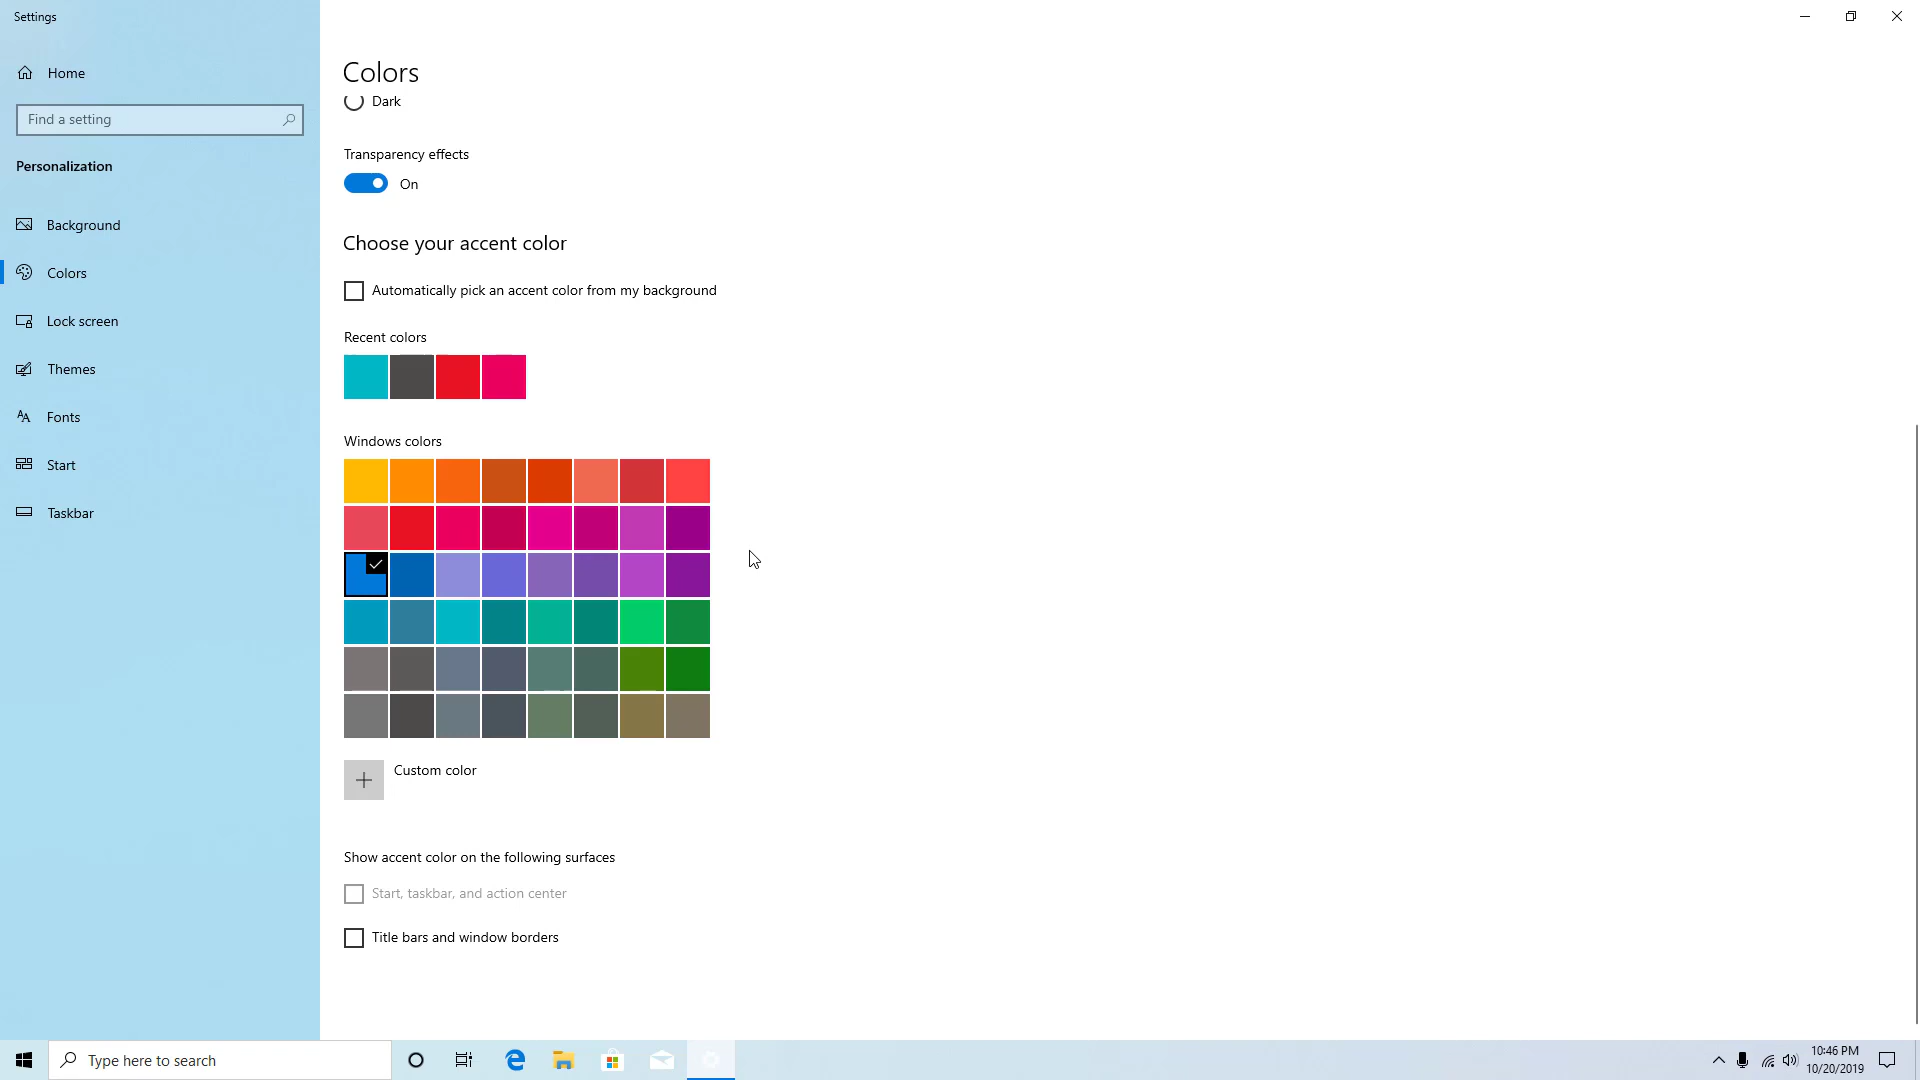 Settings
Home
Find a setting
Personalization
Background
Colors
Lock screen
Themes
Fonts
Start
Taskbar
Colors
Dark
Transparency effects
On
Choose your accent color
Automatically pick an accent color from my background
Recent colors
Windows colors
Custom color
Show accent color on the following surfaces
Start, taskbar, and action center
Title bars and window borders
Type here to search
10:46 PM
10/20/2019